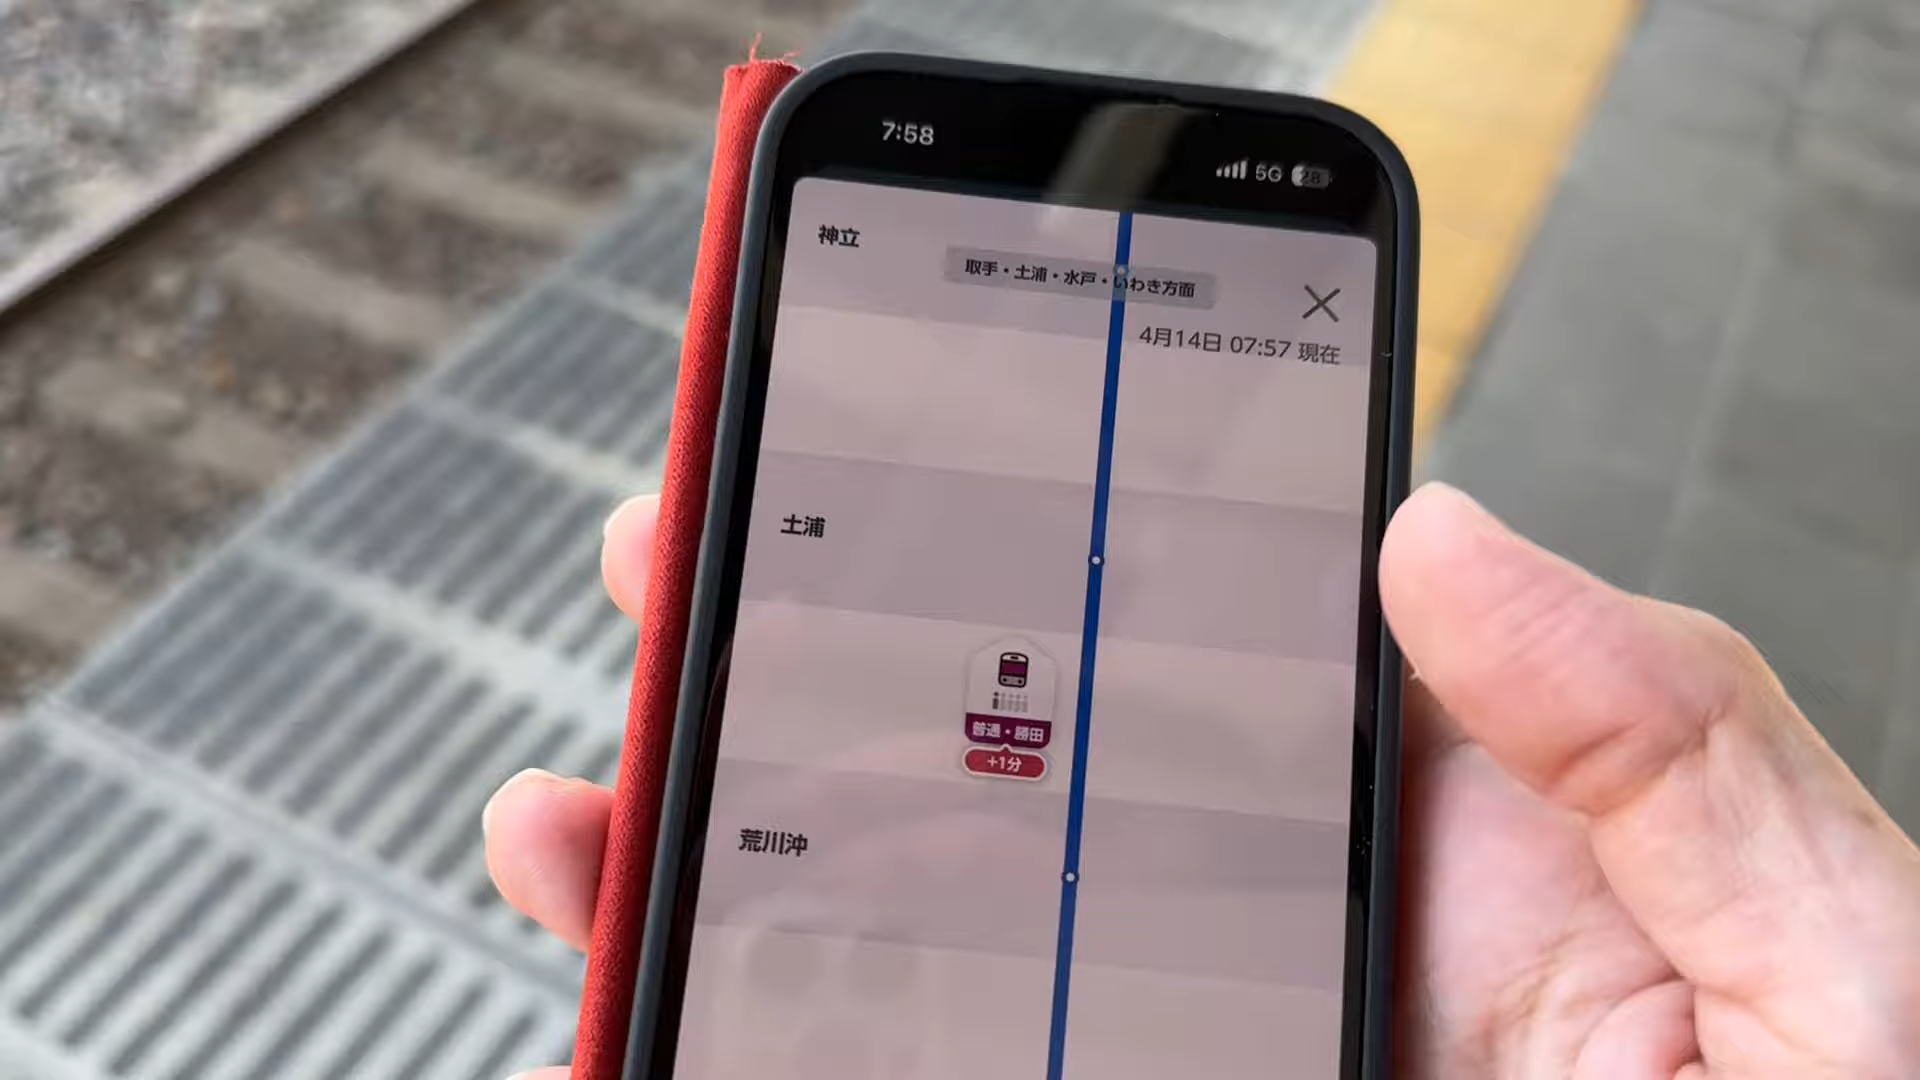 7:58
5G 28
神立
取手・土浦・水戸・いわき方面
4月14日 07:57 現在
土浦
普通・勝田
+1分
荒川沖